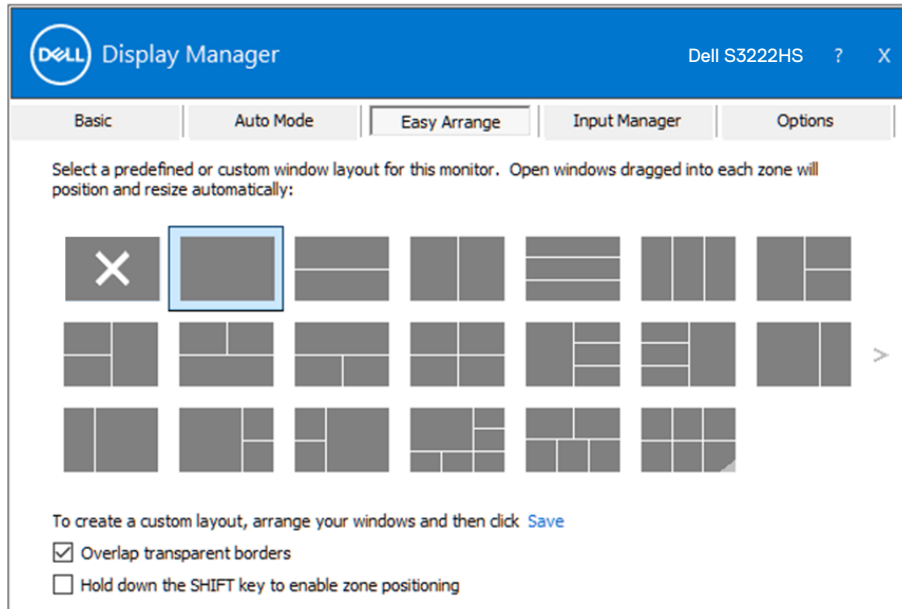 DELL Display Manager Dell S3222HS ? X
Basic Auto Mode Easy Arrange Input Manager Options
Select a predefined or custom window layout for this monitor. Open windows dragged into each zone will
position and resize automatically:
>
To create a custom layout, arrange your windows and then click Save
Overlap transparent borders
Hold down the SHIFT key to enable zone positioning